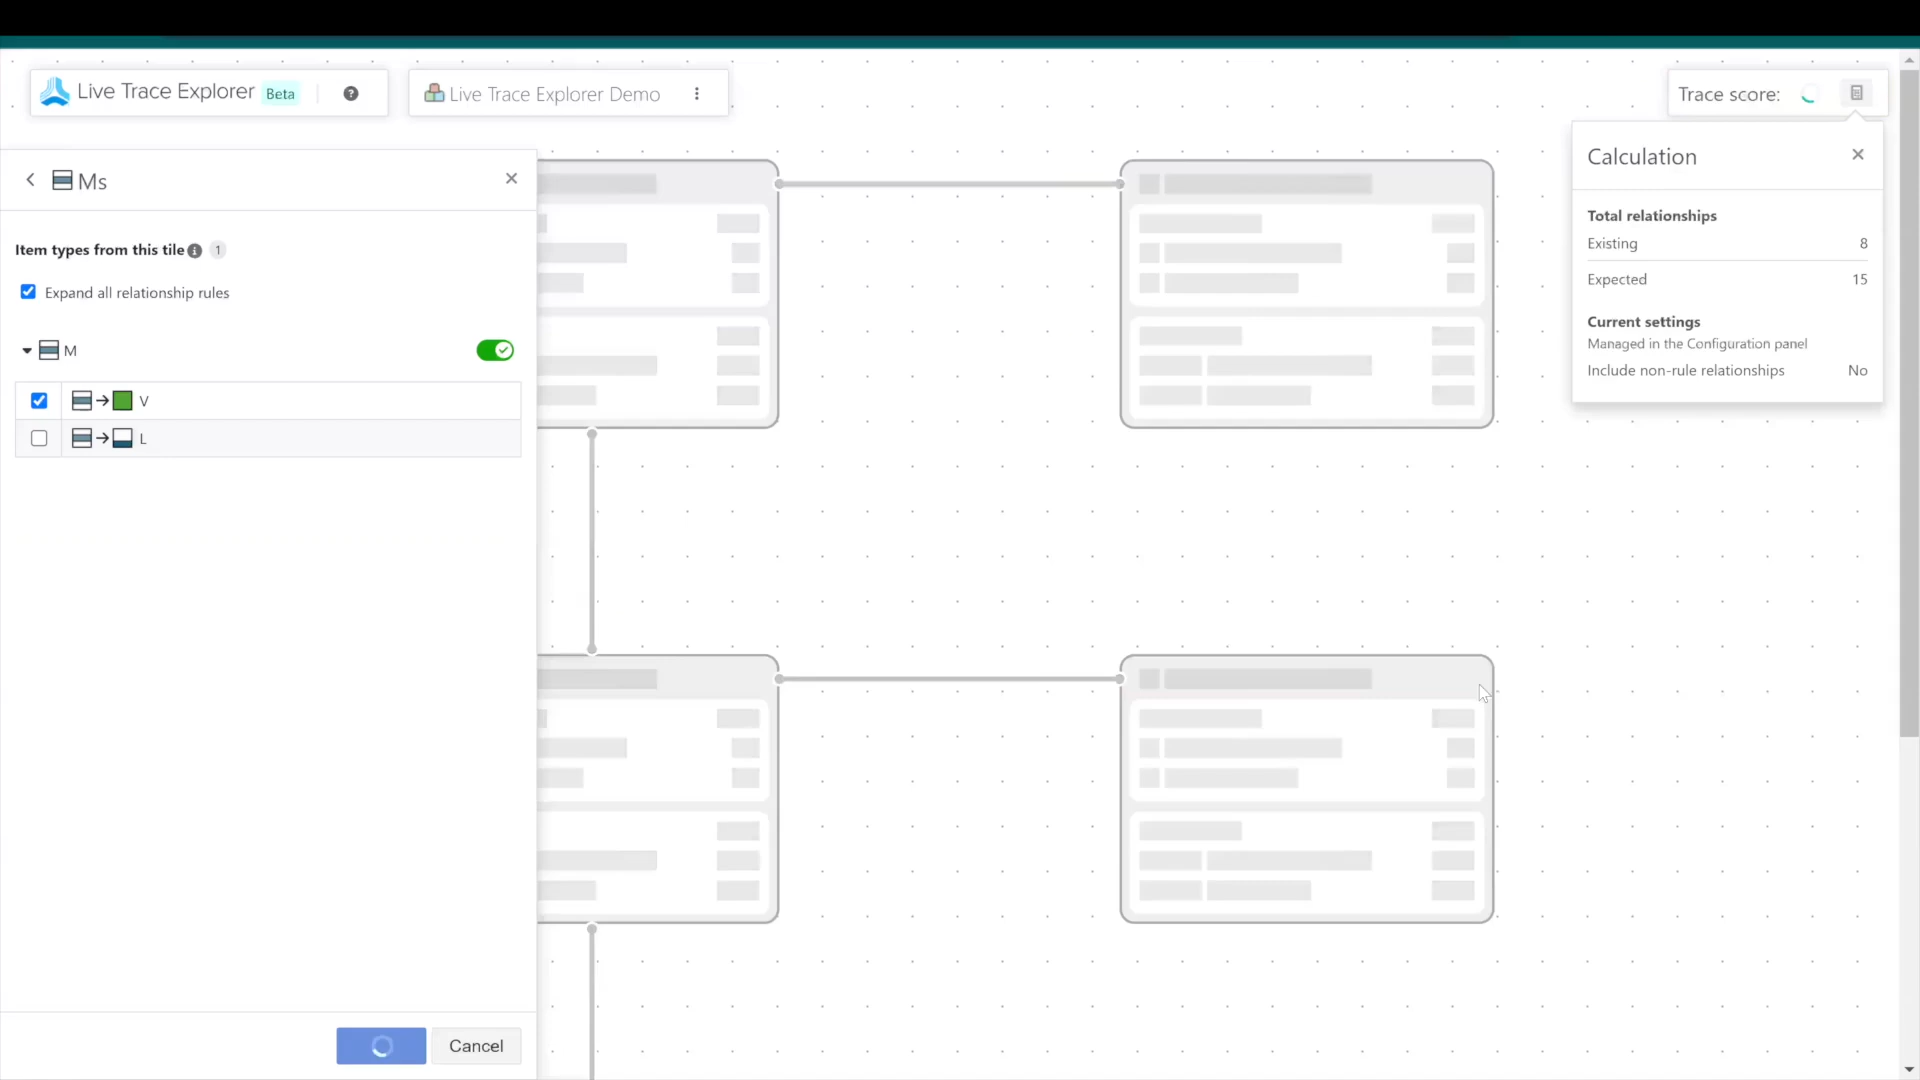 Live Trace Explorer Beta ?
Live Trace Explorer Demo
Trace score:
Ms
Item types from this tile 1
Expand all relationship rules
M
V
L
Cancel
Calculation
Total relationships
Existing 8
Expected 15
Current settings
Managed in the Configuration panel
Include non-rule relationships No